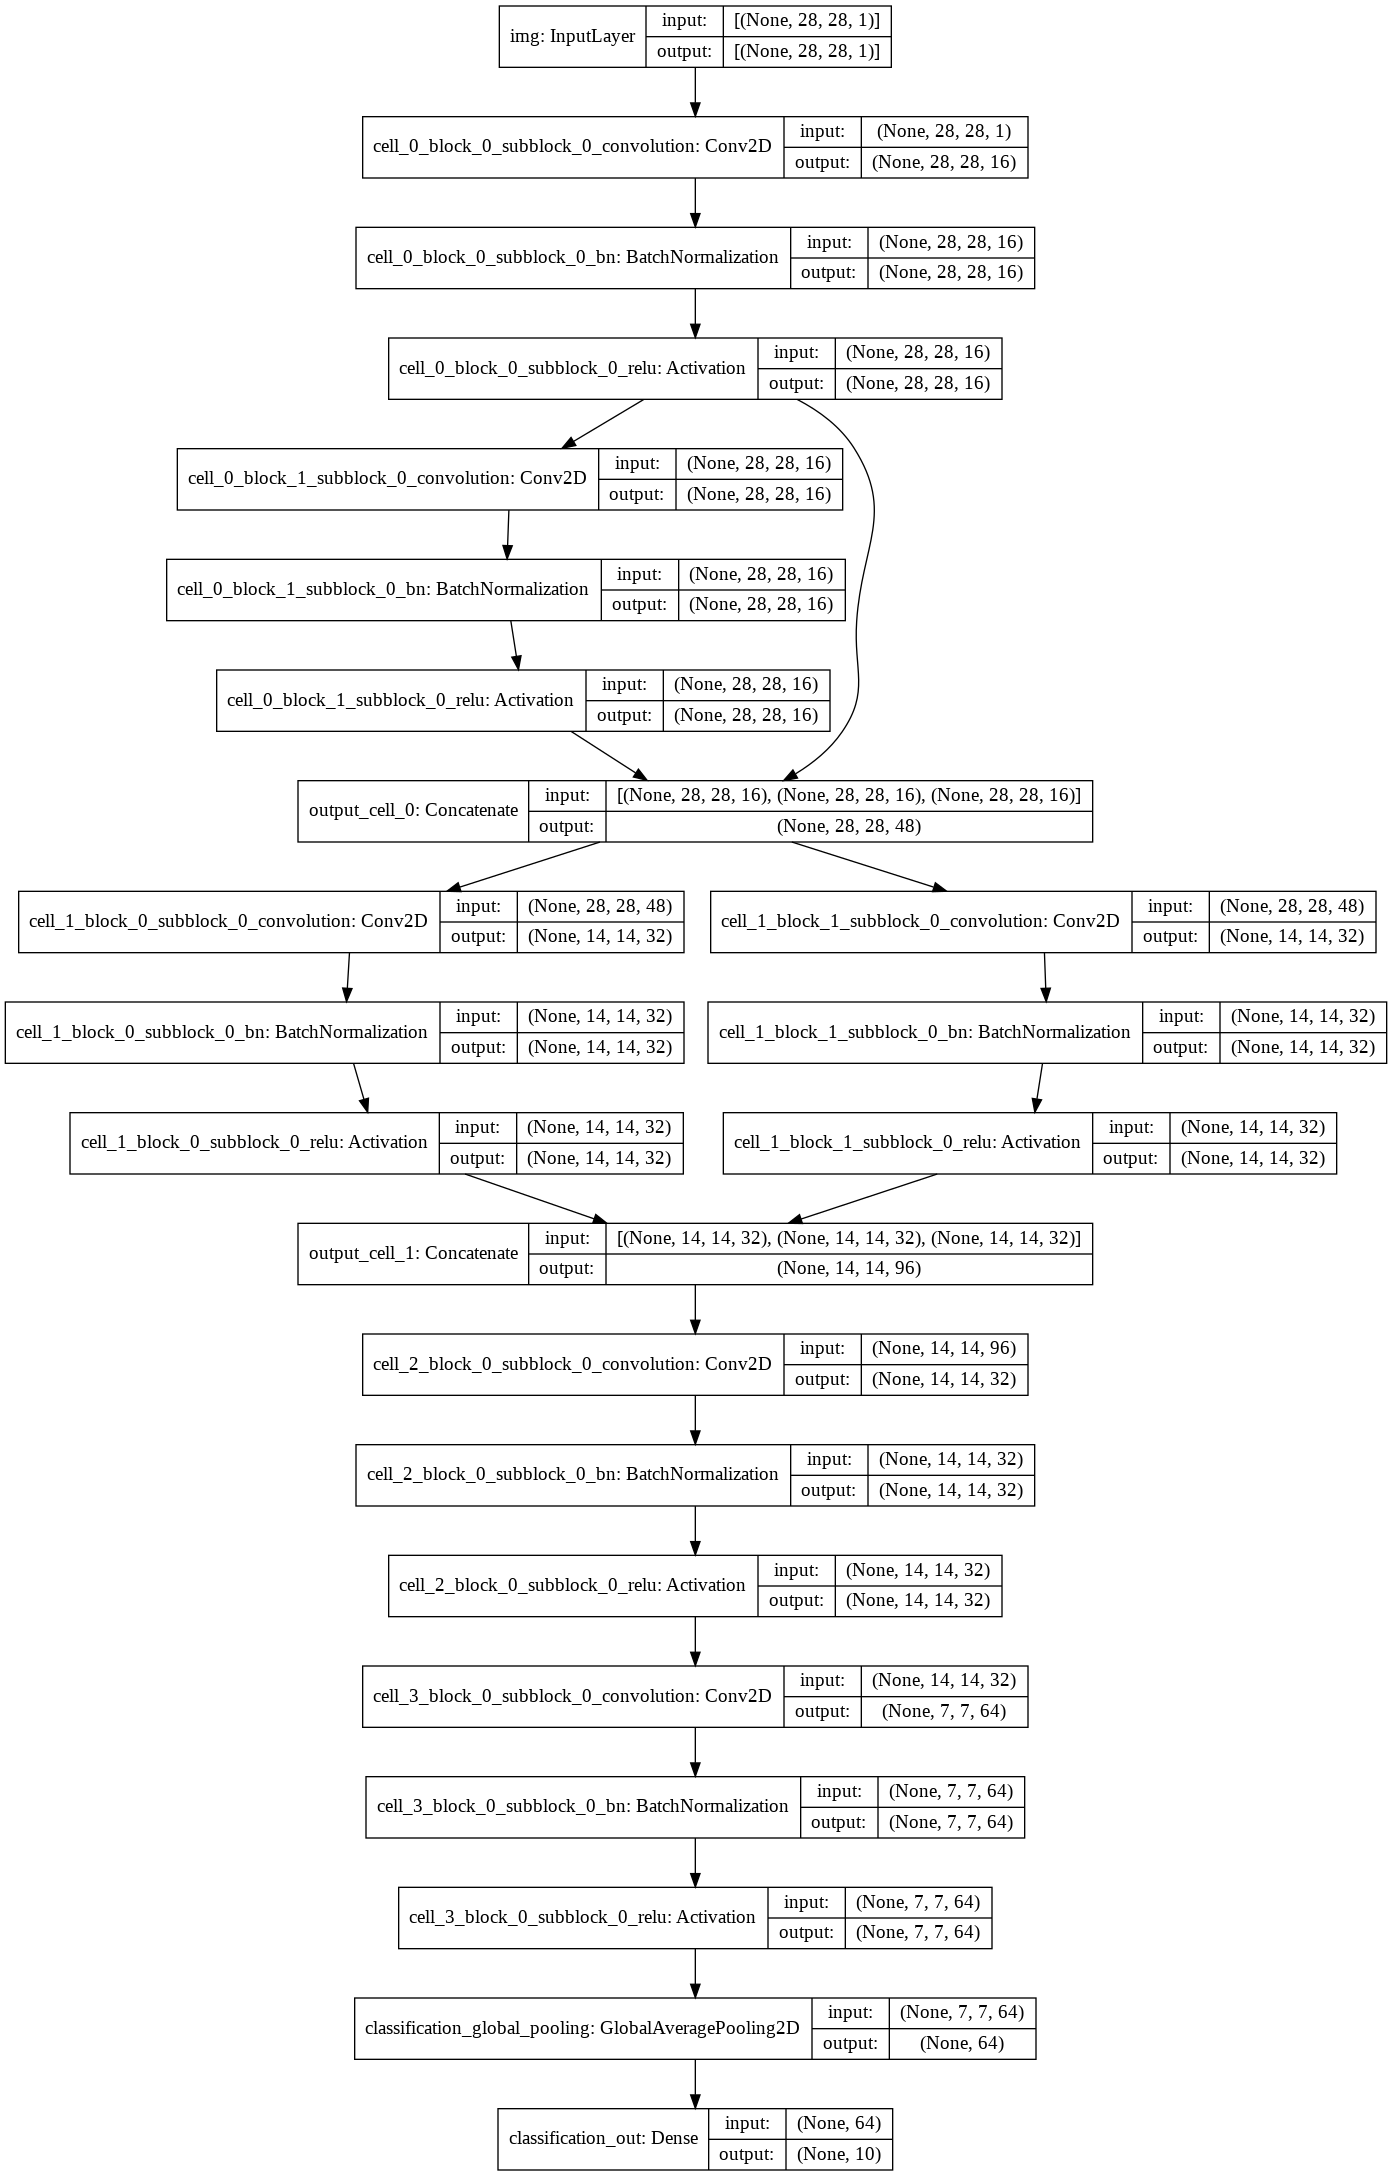 img: InputLayer
input:
[(None, 28, 28, 1)]
output:
[(None, 28, 28, 1)]
cell_0_block_0_subblock_0_convolution: Conv2D
input:
(None, 28, 28, 1)
output:
(None, 28, 28, 16)
cell_0_block_0_subblock_0_bn: BatchNormalization
input:
(None, 28, 28, 16)
output:
(None, 28, 28, 16)
cell_0_block_0_subblock_0_relu: Activation
input:
(None, 28, 28, 16)
output:
(None, 28, 28, 16)
cell_0_block_1_subblock_0_convolution: Conv2D
input:
(None, 28, 28, 16)
output:
(None, 28, 28, 16)
cell_0_block_1_subblock_0_bn: BatchNormalization
input:
(None, 28, 28, 16)
output:
(None, 28, 28, 16)
cell_0_block_1_subblock_0_relu: Activation
input:
(None, 28, 28, 16)
output:
(None, 28, 28, 16)
output_cell_0: Concatenate
input:
[(None, 28, 28, 16), (None, 28, 28, 16), (None, 28, 28, 16)]
output:
(None, 28, 28, 48)
cell_1_block_0_subblock_0_convolution: Conv2D
input:
(None, 28, 28, 48)
output:
(None, 14, 14, 32)
cell_1_block_1_subblock_0_convolution: Conv2D
input:
(None, 28, 28, 48)
output:
(None, 14, 14, 32)
cell_1_block_0_subblock_0_bn: BatchNormalization
input:
(None, 14, 14, 32)
output:
(None, 14, 14, 32)
cell_1_block_1_subblock_0_bn: BatchNormalization
input:
(None, 14, 14, 32)
output:
(None, 14, 14, 32)
cell_1_block_0_subblock_0_relu: Activation
input:
(None, 14, 14, 32)
output:
(None, 14, 14, 32)
cell_1_block_1_subblock_0_relu: Activation
input:
(None, 14, 14, 32)
output:
(None, 14, 14, 32)
output_cell_1: Concatenate
input:
[(None, 14, 14, 32), (None, 14, 14, 32), (None, 14, 14, 32)]
output:
(None, 14, 14, 96)
cell_2_block_0_subblock_0_convolution: Conv2D
input:
(None, 14, 14, 96)
output:
(None, 14, 14, 32)
cell_2_block_0_subblock_0_bn: BatchNormalization
input:
(None, 14, 14, 32)
output:
(None, 14, 14, 32)
cell_2_block_0_subblock_0_relu: Activation
input:
(None, 14, 14, 32)
output:
(None, 14, 14, 32)
cell_3_block_0_subblock_0_convolution: Conv2D
input:
(None, 14, 14, 32)
output:
(None, 7, 7, 64)
cell_3_block_0_subblock_0_bn: BatchNormalization
input:
(None, 7, 7, 64)
output:
(None, 7, 7, 64)
cell_3_block_0_subblock_0_relu: Activation
input:
(None, 7, 7, 64)
output:
(None, 7, 7, 64)
classification_global_pooling: GlobalAveragePooling2D
input:
(None, 7, 7, 64)
output:
(None, 64)
classification_out: Dense
input:
(None, 64)
output:
(None, 10)